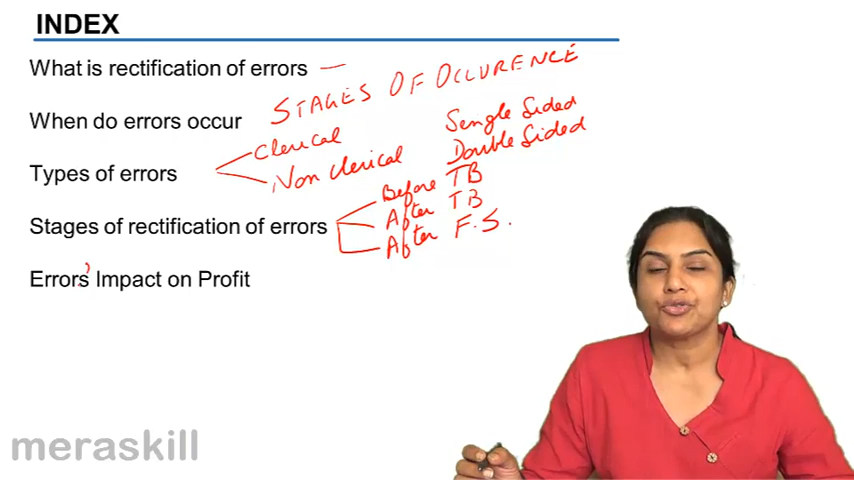 INDEX
What is rectification of errors —
STAGES OF OCCURENCE
When do errors occur
Types of errors
Clerical
Non Clerical
Single Sided
Double Sided
Stages of rectification of errors
Before TB
After TB
After F.S.
Errors' Impact on Profit
meraskill